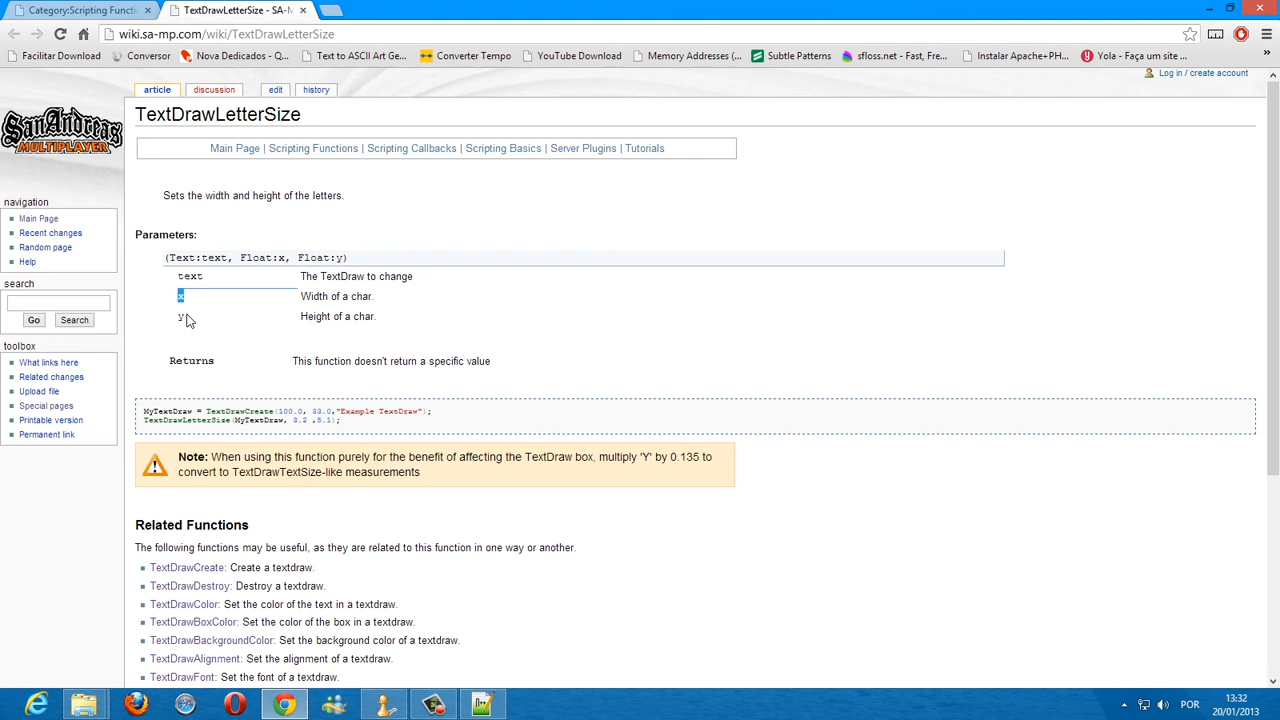 Category:Scripting Functi
TextDrawLetterSize - SA-M
wiki.sa-mp.com/wiki/TextDrawLetterSize
Facilitar Download
Conversor
Nova Dedicados - Q...
Text to ASCII Art Ge...
Converter Tempo
YouTube Download
Memory Addresses (...
Subtle Patterns
sfloss.net - Fast, Fre...
Instalar Apache+PH...
Yola - Faça um site ...
»
Log in / create account
article
discussion
edit
history
SanAndreas
MULTIPLAYER
TextDrawLetterSize
Main Page | Scripting Functions | Scripting Callbacks | Scripting Basics | Server Plugins | Tutorials
Sets the width and height of the letters.
navigation
Main Page
Recent changes
Random page
Help
search
Go
Search
toolbox
What links here
Related changes
Upload file
Special pages
Printable version
Permanent link
Parameters:
(Text:text, Float:x, Float:y)
text The TextDraw to change
x Width of a char.
y Height of a char.
Returns This function doesn't return a specific value
MyTextDraw = TextDrawCreate(100.0, 33.0,"Example TextDraw");
TextDrawLetterSize(MyTextDraw, 3.2 ,5.1);
Note: When using this function purely for the benefit of affecting the TextDraw box, multiply 'Y' by 0.135 to
convert to TextDrawTextSize-like measurements
Related Functions
The following functions may be useful, as they are related to this function in one way or another.
TextDrawCreate: Create a textdraw.
TextDrawDestroy: Destroy a textdraw.
TextDrawColor: Set the color of the text in a textdraw.
TextDrawBoxColor: Set the color of the box in a textdraw.
TextDrawBackgroundColor: Set the background color of a textdraw.
TextDrawAlignment: Set the alignment of a textdraw.
TextDrawFont: Set the font of a textdraw.
POR
13:32
20/01/2013